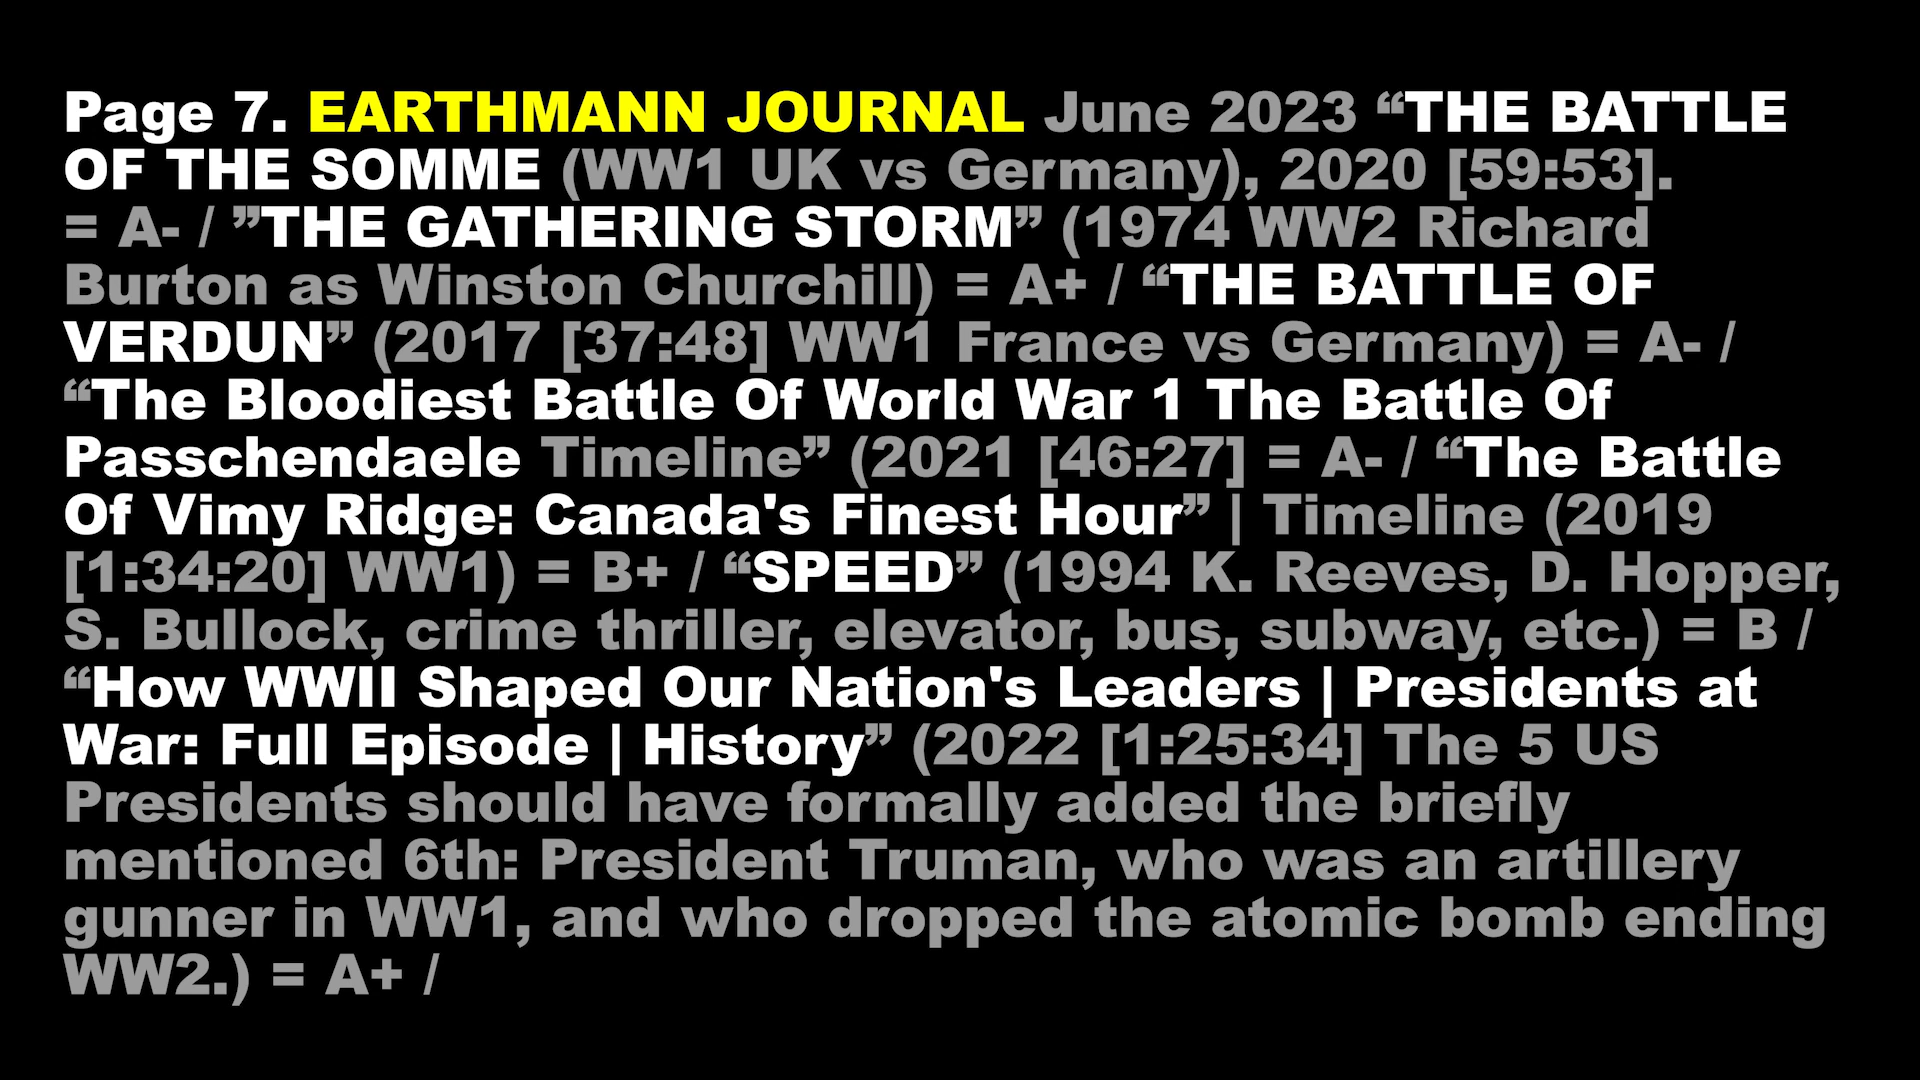 Page 7. EARTHMANN JOURNAL June 2023 “THE BATTLE
OF THE SOMME (WW1 UK vs Germany), 2020 [59:53].
= A- / ”THE GATHERING STORM” (1974 WW2 Richard
Burton as Winston Churchill) = A+ / “THE BATTLE OF
VERDUN” (2017 [37:48] WW1 France vs Germany) = A- /
“The Bloodiest Battle Of World War 1 The Battle Of
Passchendaele Timeline” (2021 [46:27] = A- / “The Battle
Of Vimy Ridge: Canada's Finest Hour” | Timeline (2019
[1:34:20] WW1) = B+ / “SPEED” (1994 K. Reeves, D. Hopper,
S. Bullock, crime thriller, elevator, bus, subway, etc.) = B /
“How WWII Shaped Our Nation's Leaders | Presidents at
War: Full Episode | History” (2022 [1:25:34] The 5 US
Presidents should have formally added the briefly
mentioned 6th: President Truman, who was an artillery
gunner in WW1, and who dropped the atomic bomb ending
WW2.) = A+ /